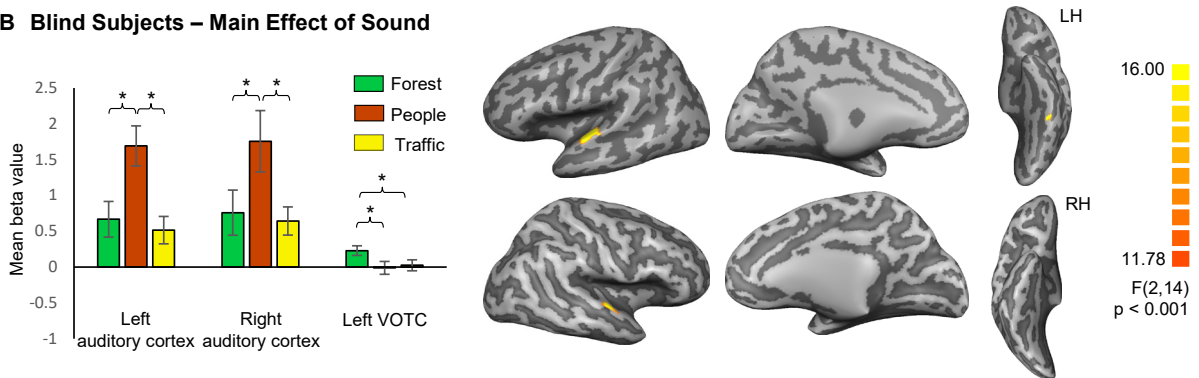 B Blind Subjects – Main Effect of Sound
2.5
2
1.5
1
0.5
0
-0.5
-1
Mean beta value
* *
* *
*
*
Forest
People
Traffic
Left
auditory cortex
Right
auditory cortex
Left VOTC
LH
RH
16.00
11.78
F(2,14)
p < 0.001